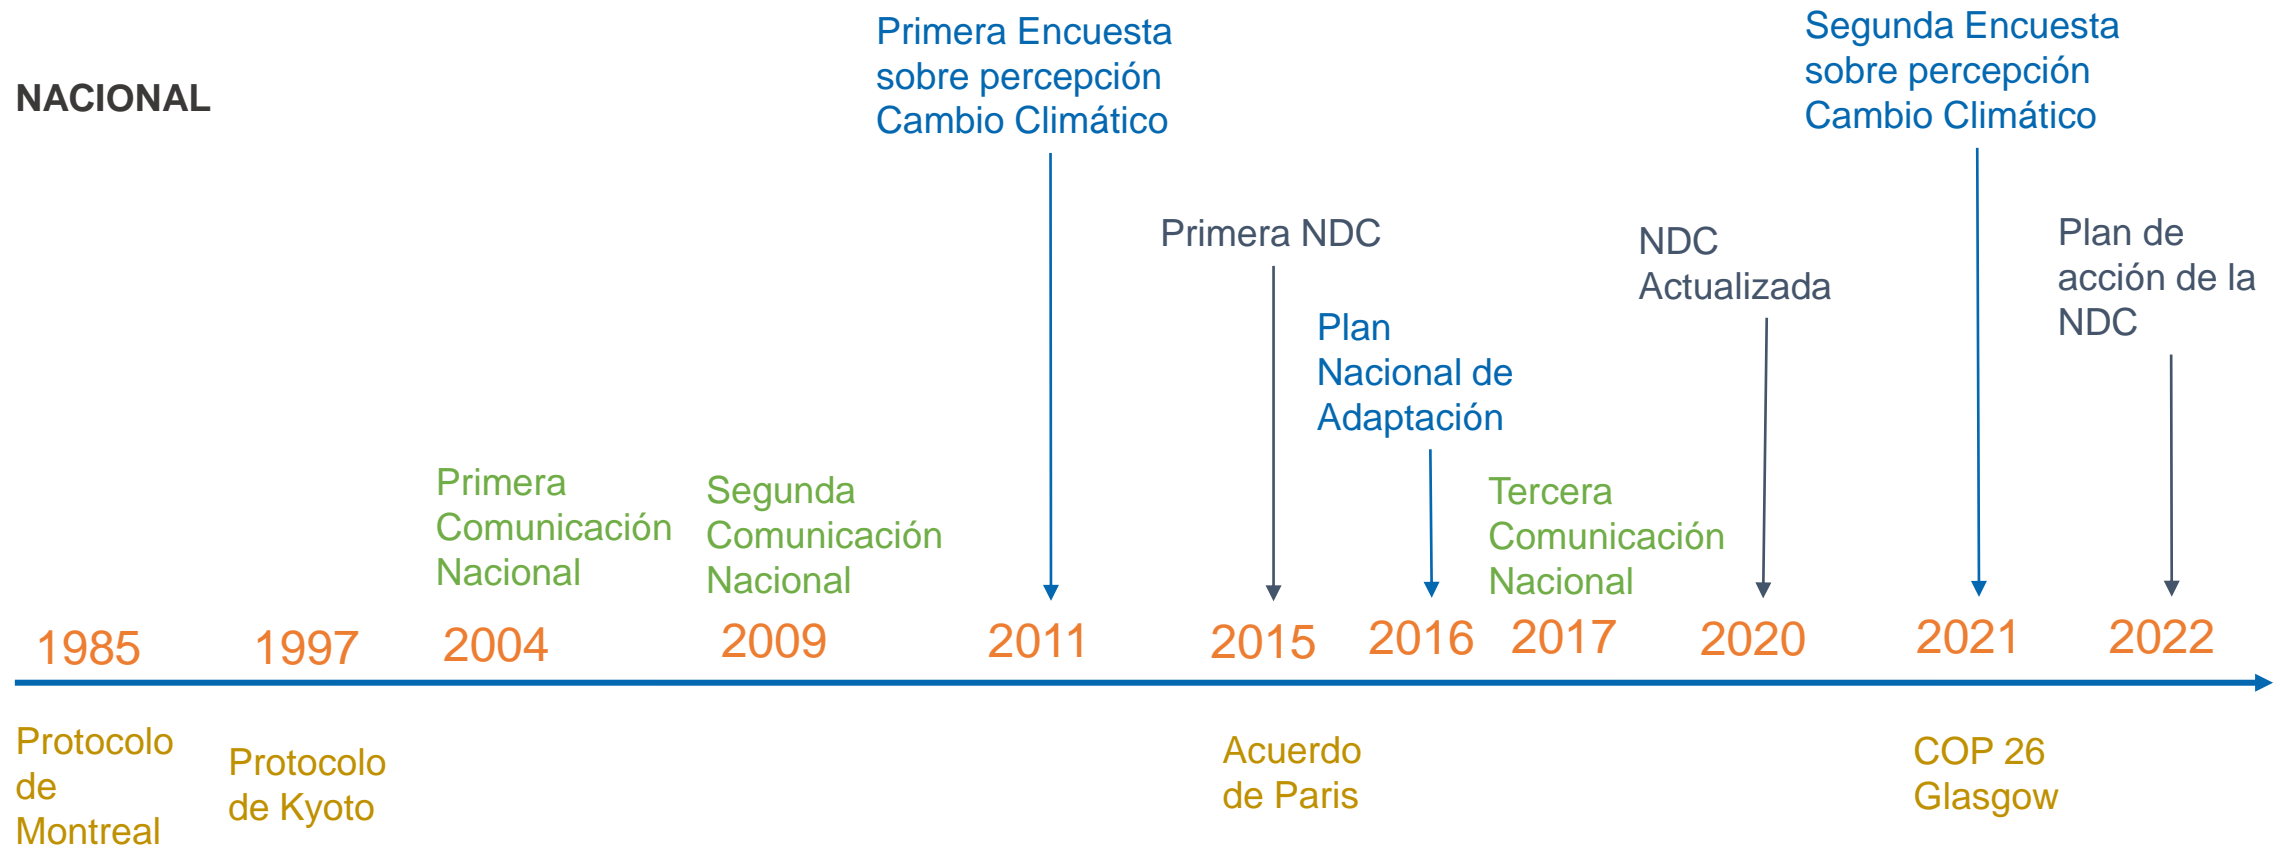 NACIONAL
Primera Encuesta
sobre percepción
Cambio Climático
Segunda Encuesta
sobre percepción
Cambio Climático
Primera NDC
NDC
Actualizada
Plan de
acción de la
NDC
Plan
Nacional de
Adaptación
Primera
Comunicación
Nacional
Segunda
Comunicación
Nacional
Tercera
Comunicación
Nacional
1985 1997 2004 2009 2011 2015 2016 2017 2020 2021 2022
Protocolo
de
Montreal
Protocolo
de Kyoto
Acuerdo
de Paris
COP 26
Glasgow